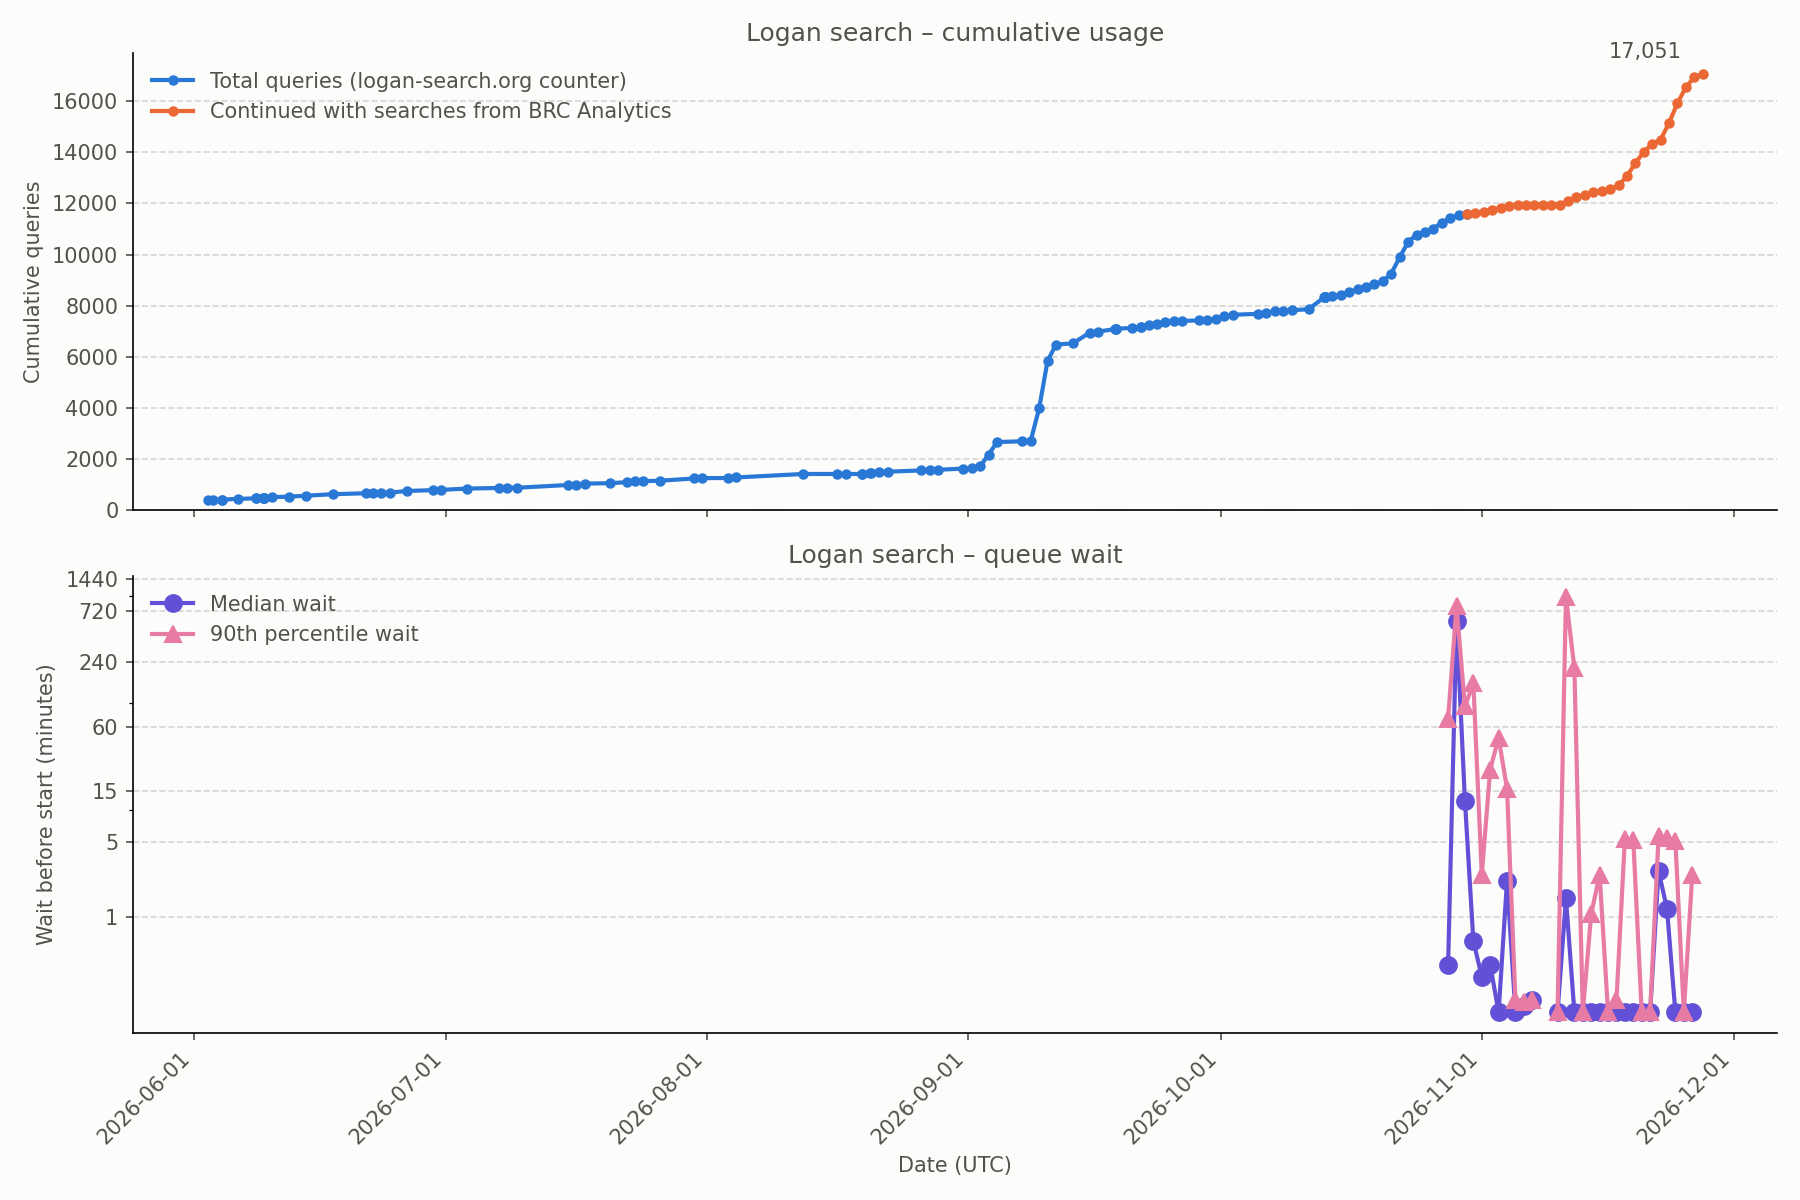 Logan search – cumulative usage
17,051
Total queries (logan-search.org counter)
Continued with searches from BRC Analytics
Cumulative queries
16000
14000
12000
10000
8000
6000
4000
2000
0
Logan search – queue wait
Median wait
90th percentile wait
Wait before start (minutes)
1440
720
240
60
15
5
1
2026-06-01
2026-07-01
2026-08-01
2026-09-01
2026-10-01
2026-11-01
2026-12-01
Date (UTC)